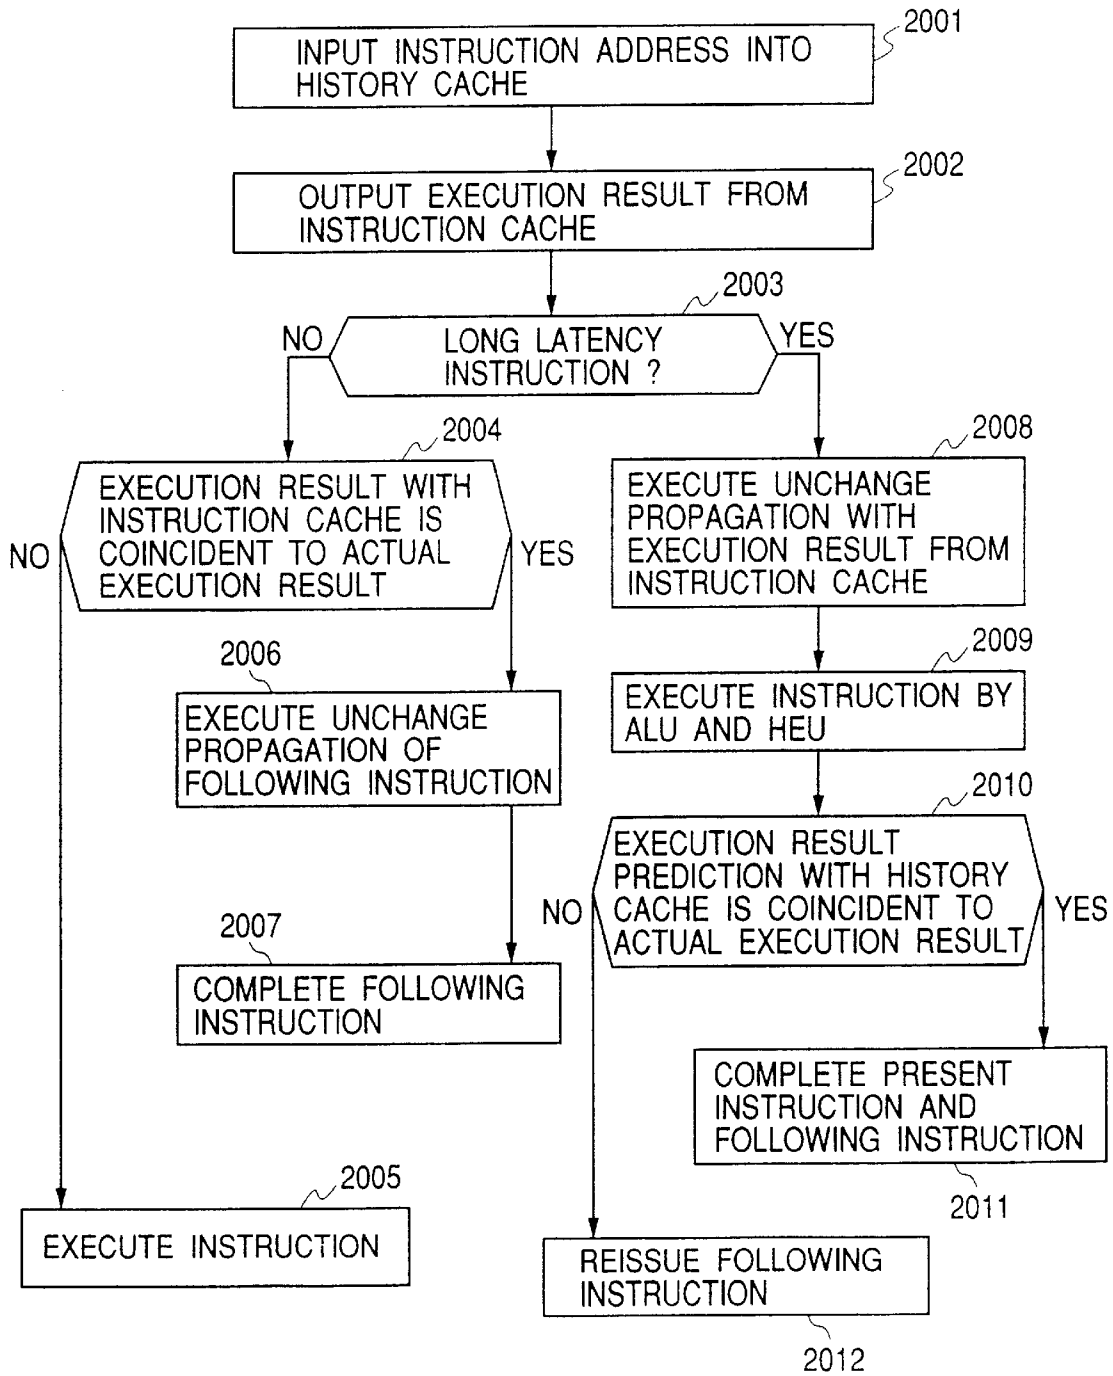 2001
INPUT INSTRUCTION ADDRESS INTO
HISTORY CACHE
2002
OUTPUT EXECUTION RESULT FROM
INSTRUCTION CACHE
2003
NO
LONG LATENCY
INSTRUCTION ?
YES
2004
EXECUTION RESULT WITH
INSTRUCTION CACHE IS
COINCIDENT TO ACTUAL
EXECUTION RESULT
NO
YES
2008
EXECUTE UNCHANGE
PROPAGATION WITH
EXECUTION RESULT FROM
INSTRUCTION CACHE
2006
EXECUTE UNCHANGE
PROPAGATION OF
FOLLOWING INSTRUCTION
2009
EXECUTE INSTRUCTION BY
ALU AND HEU
2010
EXECUTION RESULT
PREDICTION WITH HISTORY
CACHE IS COINCIDENT TO
ACTUAL EXECUTION RESULT
NO
YES
2007
COMPLETE FOLLOWING
INSTRUCTION
COMPLETE PRESENT
INSTRUCTION AND
FOLLOWING INSTRUCTION
2011
2005
EXECUTE INSTRUCTION
REISSUE FOLLOWING
INSTRUCTION
2012